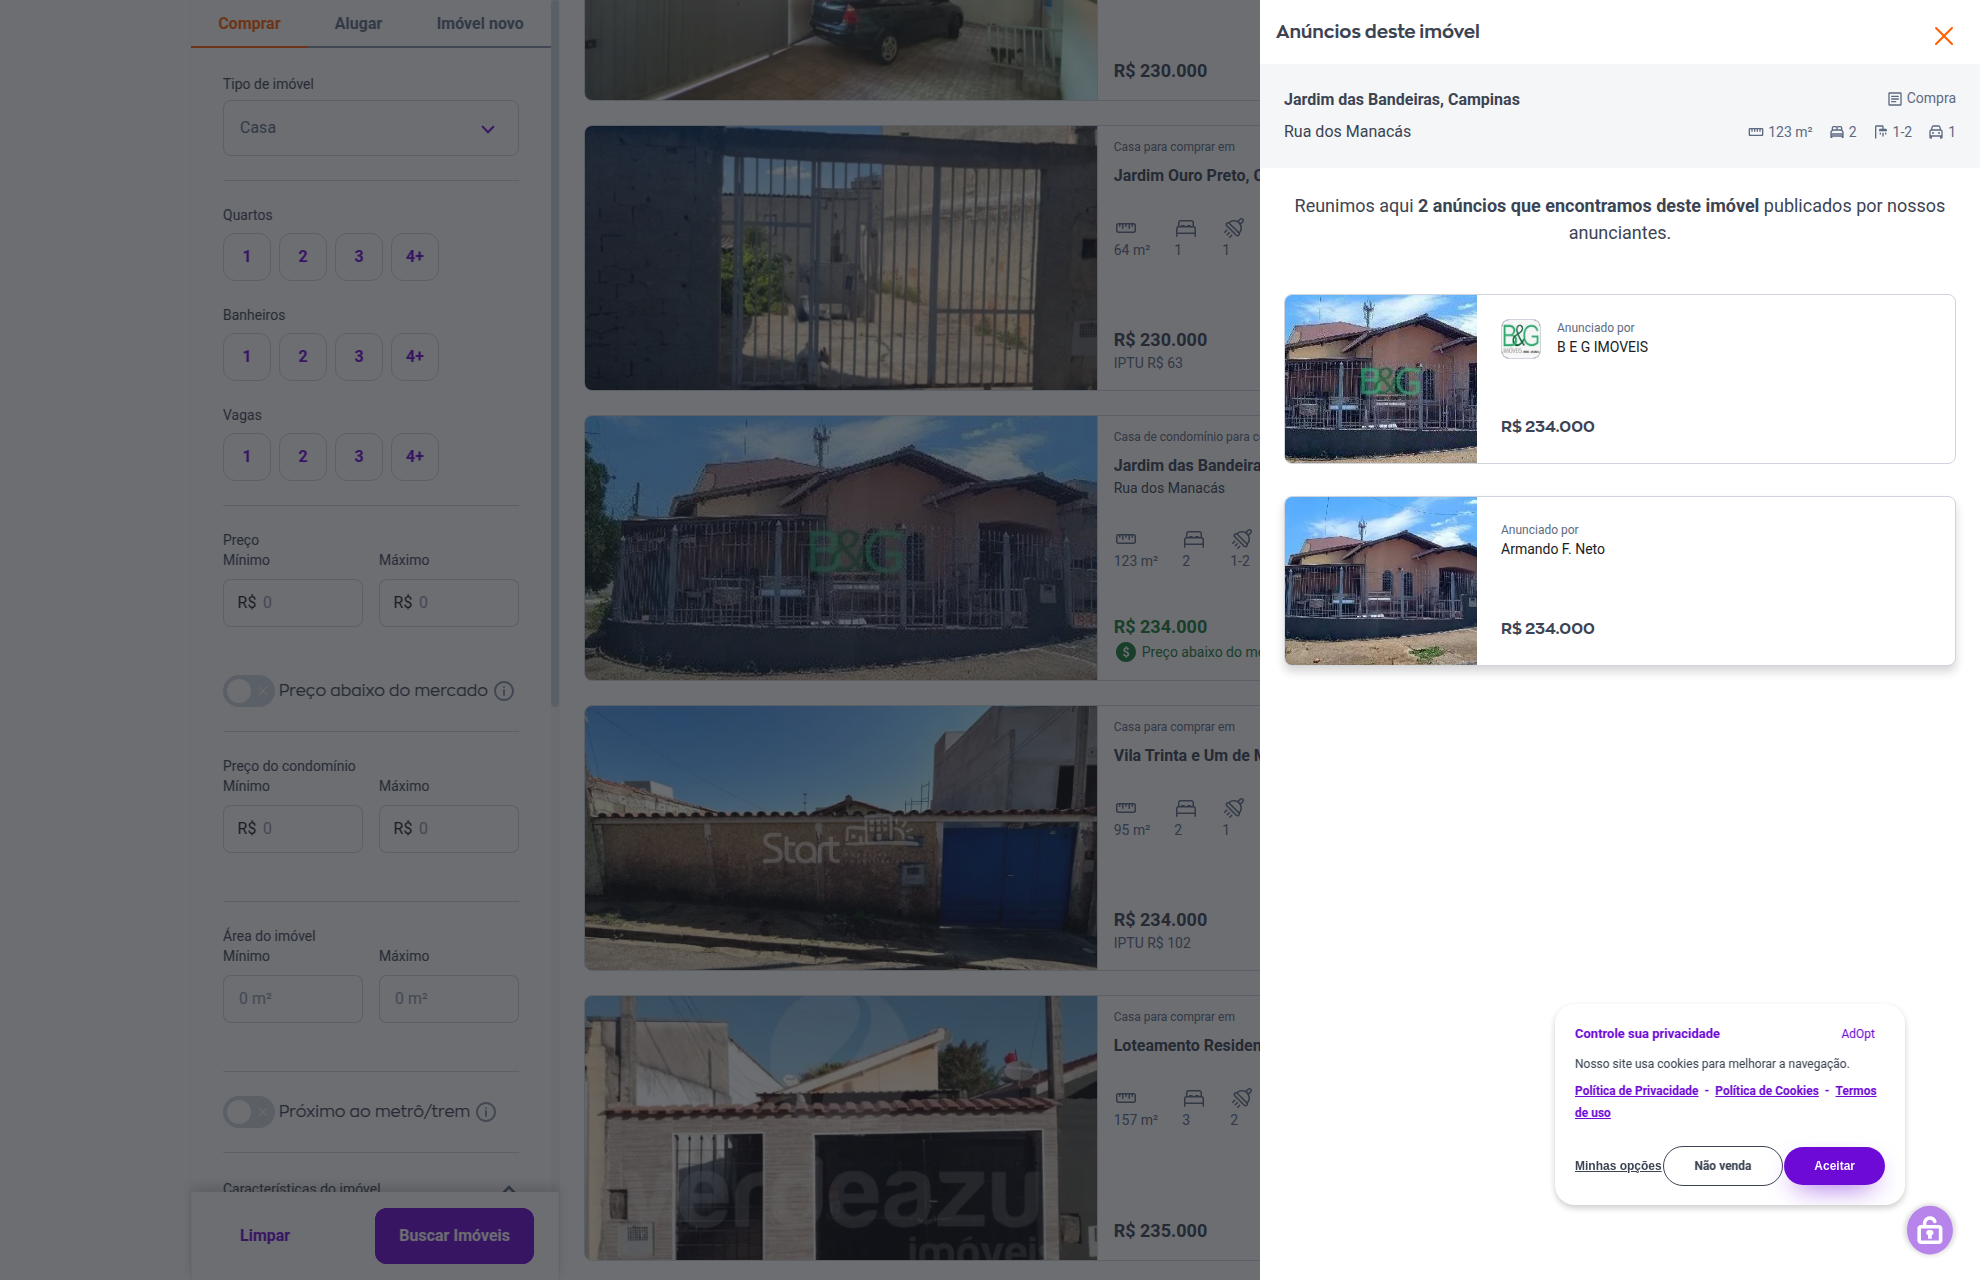 Comprar
Alugar
Imóvel novo
Tipo de imóvel
Casa
Quartos
1
2
3
4+
Banheiros
1
2
3
4+
Vagas
1
2
3
4+
Preço
Mínimo
Máximo
R$ 0
R$ 0
Preço abaixo do mercado
Preço do condomínio
Mínimo
Máximo
R$ 0
R$ 0
Área do imóvel
Mínimo
Máximo
0 m²
0 m²
Próximo ao metrô/trem
Características do imóvel
Limpar
Buscar Imóveis
R$ 230.000
Casa para comprar em
Jardim Ouro Preto, C
64 m²
1
1
R$ 230.000
IPTU R$ 63
B&G
Casa de condomínio para c
Jardim das Bandeira
Rua dos Manacás
123 m²
2
1-2
R$ 234.000
$ Preço abaixo do me
Start
Casa para comprar em
Vila Trinta e Um de M
95 m²
2
1
R$ 234.000
IPTU R$ 102
verdeazul
imóveis
Casa para comprar em
Loteamento Residen
157 m²
3
2
R$ 235.000
Anúncios deste imóvel
Jardim das Bandeiras, Campinas
Compra
Rua dos Manacás
123 m²
2
1-2
1
Reunimos aqui 2 anúncios que encontramos deste imóvel publicados por nossos
anunciantes.
B&G
B&G
IMÓVEIS
Anunciado por
B E G IMOVEIS
R$ 234.000
Anunciado por
Armando F. Neto
R$ 234.000
Controle sua privacidade
AdOpt
Nosso site usa cookies para melhorar a navegação.
Política de Privacidade - Política de Cookies - Termos
de uso
Minhas opções
Não venda
Aceitar